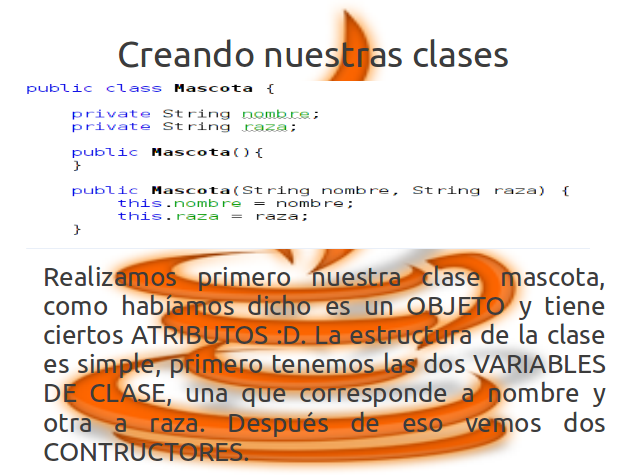 Creando nuestras clases
public class Mascota {
private String nombre;
private String raza;
public Mascota(){
}
public Mascota(String nombre, String raza) {
this.nombre = nombre;
this.raza = raza;
}
Realizamos primero nuestra clase mascota,
como habíamos dicho es un OBJETO y tiene
ciertos ATRIBUTOS :D. La estructura de la clase
es simple, primero tenemos las dos VARIABLES
DE CLASE, una que corresponde a nombre y
otra a raza. Después de eso vemos dos
CONTRUCTORES.